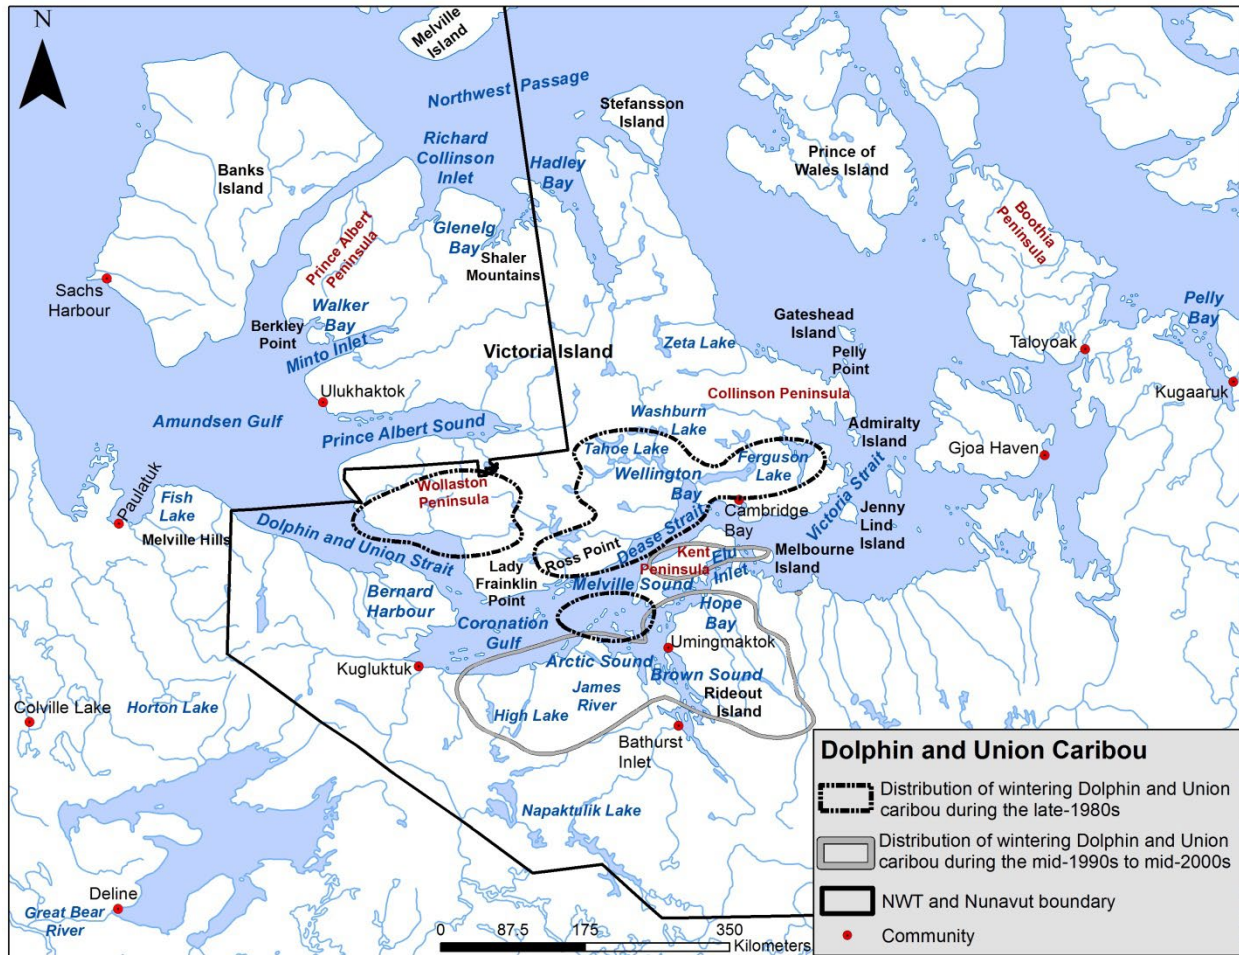 N
Melville
Island
Northwest Passage
Stefansson
Island
Richard
Collinson
Inlet
Hadley
Bay
Banks
Island
Prince of
Wales Island
Prince Albert
Peninsula
Glenelg
Bay
Shaler
Mountains
Boothia
Peninsula
Sachs
Harbour
Walker
Bay
Berkley
Point
Minto Inlet
Gateshead
Island
Pelly
Bay
Zeta Lake
Pelly
Point
Taloyoak
Victoria Island
Ulukhaktok
Collinson Peninsula
Kugaaruk
Amundsen Gulf
Prince Albert Sound
Washburn
Lake
Admiralty
Island
Tahoe Lake
Ferguson
Lake
Gjoa Haven
Wellington
Bay
Wollaston
Peninsula
Paulatuk
Fish
Lake
Melville Hills
Cambridge
Bay
Victoria Strait
Jenny
Lind
Island
Dolphin and Union Strait
Dease Strait
Ross Point
Kent
Peninsula
Elu
Inlet
Melbourne
Island
Lady
Frainklin
Point
Melville Sound
Bernard
Harbour
Hope
Bay
Coronation
Gulf
Umingmaktok
Kugluktuk
Arctic Sound
Brown Sound
Rideout
Island
James
River
High Lake
Colville Lake
Horton Lake
Bathurst
Inlet
Napaktulik Lake
Deline
Great Bear
River
Dolphin and Union Caribou
Distribution of wintering Dolphin and Union
caribou during the late-1980s
Distribution of wintering Dolphin and Union
caribou during the mid-1990s to mid-2000s
NWT and Nunavut boundary
Community
0 87.5 175 350
Kilometers